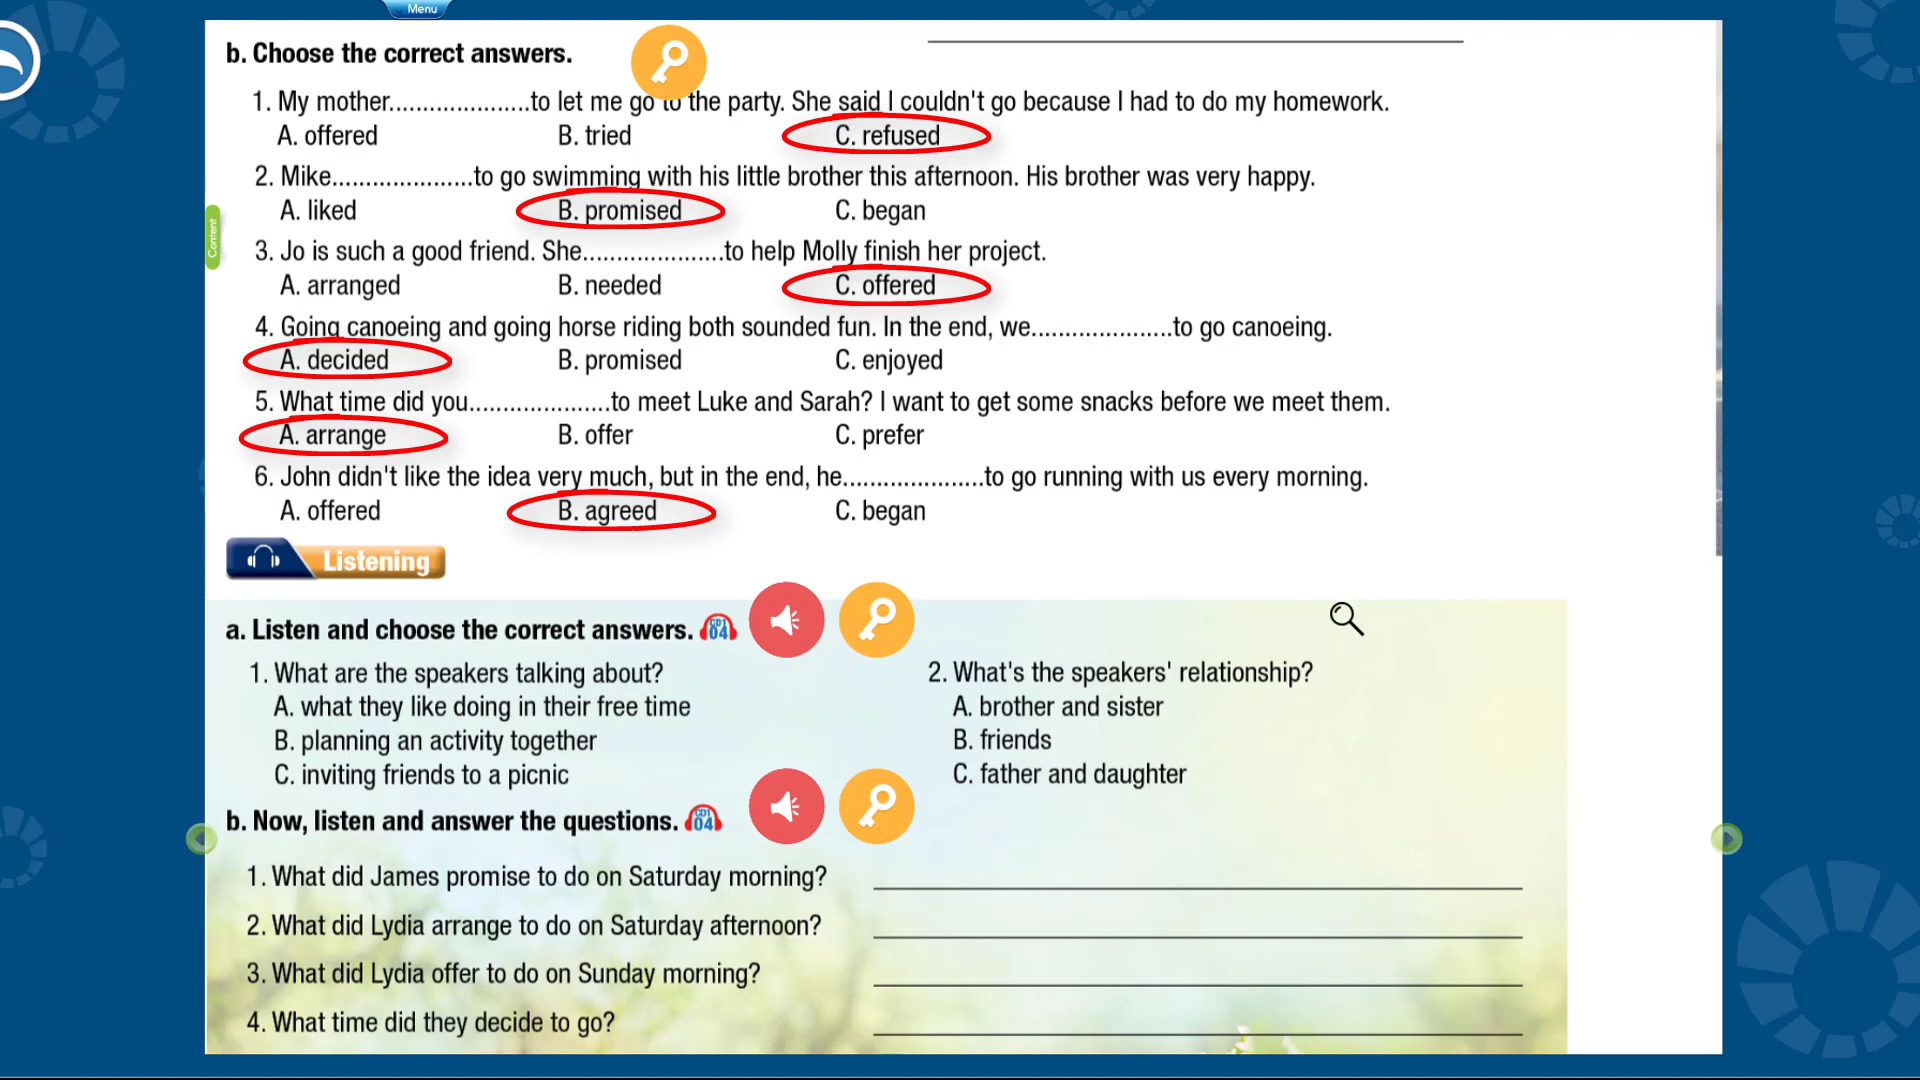 Menu
b. Choose the correct answers.
1. My mother.....................to let me go to the party. She said I couldn't go because I had to do my homework.
A. offered B. tried C. refused
2. Mike.....................to go swimming with his little brother this afternoon. His brother was very happy.
A. liked B. promised C. began
Content
3. Jo is such a good friend. She.....................to help Molly finish her project.
A. arranged B. needed C. offered
4. Going canoeing and going horse riding both sounded fun. In the end, we.....................to go canoeing.
A. decided B. promised C. enjoyed
5. What time did you.....................to meet Luke and Sarah? I want to get some snacks before we meet them.
A. arrange B. offer C. prefer
6. John didn't like the idea very much, but in the end, he.....................to go running with us every morning.
A. offered B. agreed C. began
Listening
a. Listen and choose the correct answers. CD1 04
1. What are the speakers talking about?
A. what they like doing in their free time
B. planning an activity together
C. inviting friends to a picnic
2. What's the speakers' relationship?
A. brother and sister
B. friends
C. father and daughter
b. Now, listen and answer the questions. CD1 04
1. What did James promise to do on Saturday morning?
2. What did Lydia arrange to do on Saturday afternoon?
3. What did Lydia offer to do on Sunday morning?
4. What time did they decide to go?